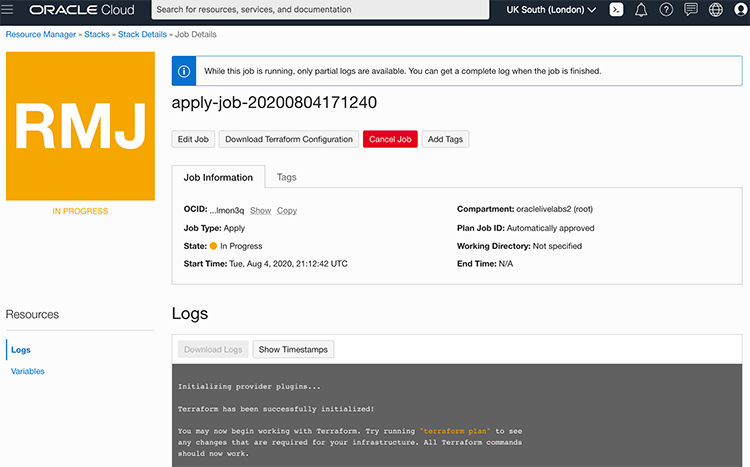 ORACLE Cloud
Search for resources, services, and documentation
UK South (London)
Resource Manager » Stacks » Stack Details » Job Details
RMJ
IN PROGRESS
While this job is running, only partial logs are available. You can get a complete log when the job is finished.
apply-job-20200804171240
Edit Job
Download Terraform Configuration
Cancel Job
Add Tags
Job Information
Tags
OCID: ...lmon3q Show Copy
Compartment: oraclelivelabs2 (root)
Job Type: Apply
Plan Job ID: Automatically approved
State: In Progress
Working Directory: Not specified
Start Time: Tue, Aug 4, 2020, 21:12:42 UTC
End Time: N/A
Resources
Logs
Variables
Logs
Download Logs
Show Timestamps
Initializing provider plugins...
Terraform has been successfully initialized!
You may now begin working with Terraform. Try running "terraform plan" to see
any changes that are required for your infrastructure. All Terraform commands
should now work.